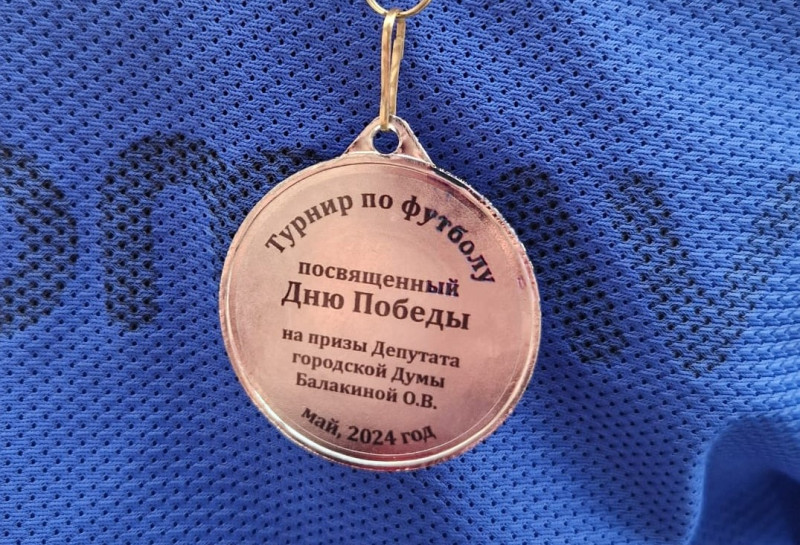 Турнир по футболу
посвященный
Дню Победы
на призы Депутата
городской Думы
Балакиной О.В.
май, 2024 год